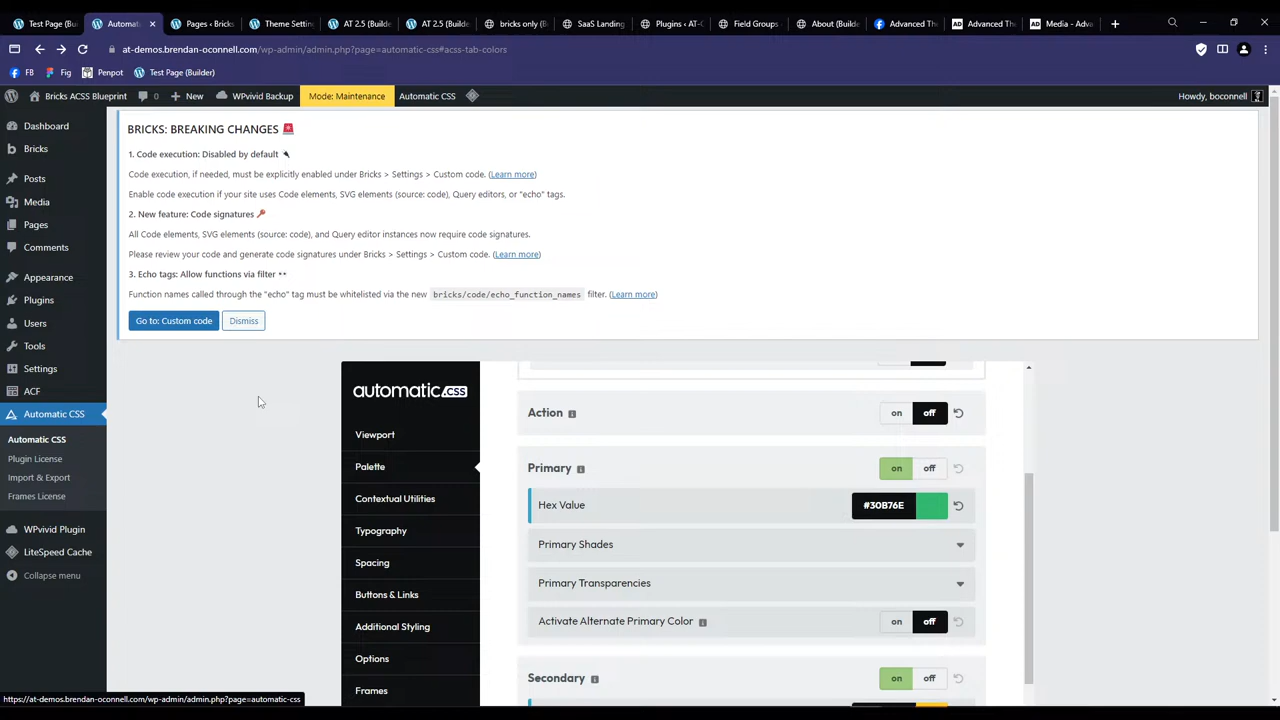 Pages (Builde
Automatic
Pages ‹ Bricks
Theme Setting
AT 2.5 (Builde
AT 2.5 (Builde
bricks only (B
SaaS Landing
Plugins ‹ AT-C
Field Groups
About (Builde
Advanced The
Advanced Th
Media - Adva
at-demos.brendan-oconnell.com/wp-admin/admin.php?page=automatic-css#acss-tab-colors
FB
Fig
Penpot
Test Page (Builder)
Bricks ACSS Blueprint
0
+ New
WPvivid Backup
Mode: Maintenance
Automatic CSS
Howdy, boconnell
Dashboard
Bricks
Posts
Media
Pages
Comments
Appearance
Plugins
Users
Tools
Settings
ACF
Automatic CSS
Automatic CSS
Plugin License
Import & Export
Frames License
WPvivid Plugin
LiteSpeed Cache
Collapse menu
BRICKS: BREAKING CHANGES
1. Code execution: Disabled by default
Code execution, if needed, must be explicitly enabled under Bricks > Settings > Custom code. (Learn more)
Enable code execution if your site uses Code elements, SVG elements (source: code), Query editors, or "echo" tags.
2. New feature: Code signatures
All Code elements, SVG elements (source: code), and Query editor instances now require code signatures.
Please review your code and generate code signatures under Bricks > Settings > Custom code. (Learn more)
3. Echo tags: Allow functions via filter
Function names called through the "echo" tag must be whitelisted via the new bricks/code/echo_function_names filter. (Learn more)
Go to: Custom code
Dismiss
automatic.css
Viewport
Palette
Contextual Utilities
Typography
Spacing
Buttons & Links
Additional Styling
Options
Frames
Action
on off
Primary
on off
Hex Value
#30B76E
Primary Shades
Primary Transparencies
Activate Alternate Primary Color
on off
Secondary
on off
https://at-demos.brendan-oconnell.com/wp-admin/admin.php?page=automatic-css